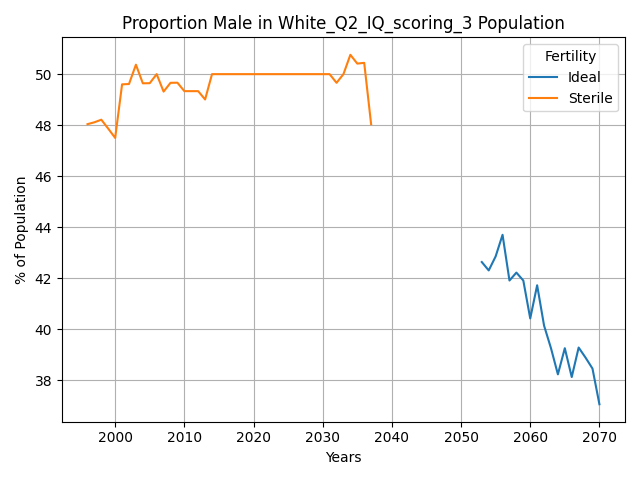 Proportion Male in White_Q2_IQ_scoring_3 Population
Fertility
Ideal
Sterile
% of Population
50
48
46
44
42
40
38
2000 2010 2020 2030 2040 2050 2060 2070
Years